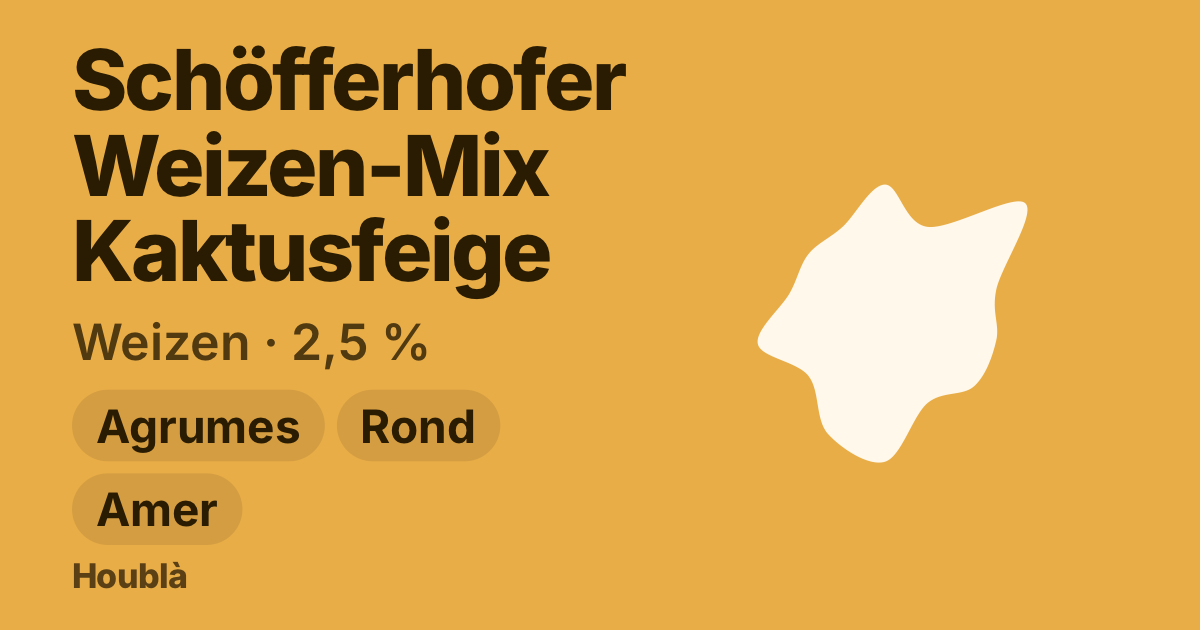 Schöfferhofer
Weizen-Mix
Kaktusfeige
Weizen · 2,5 %
Agrumes Rond
Amer
Houblà